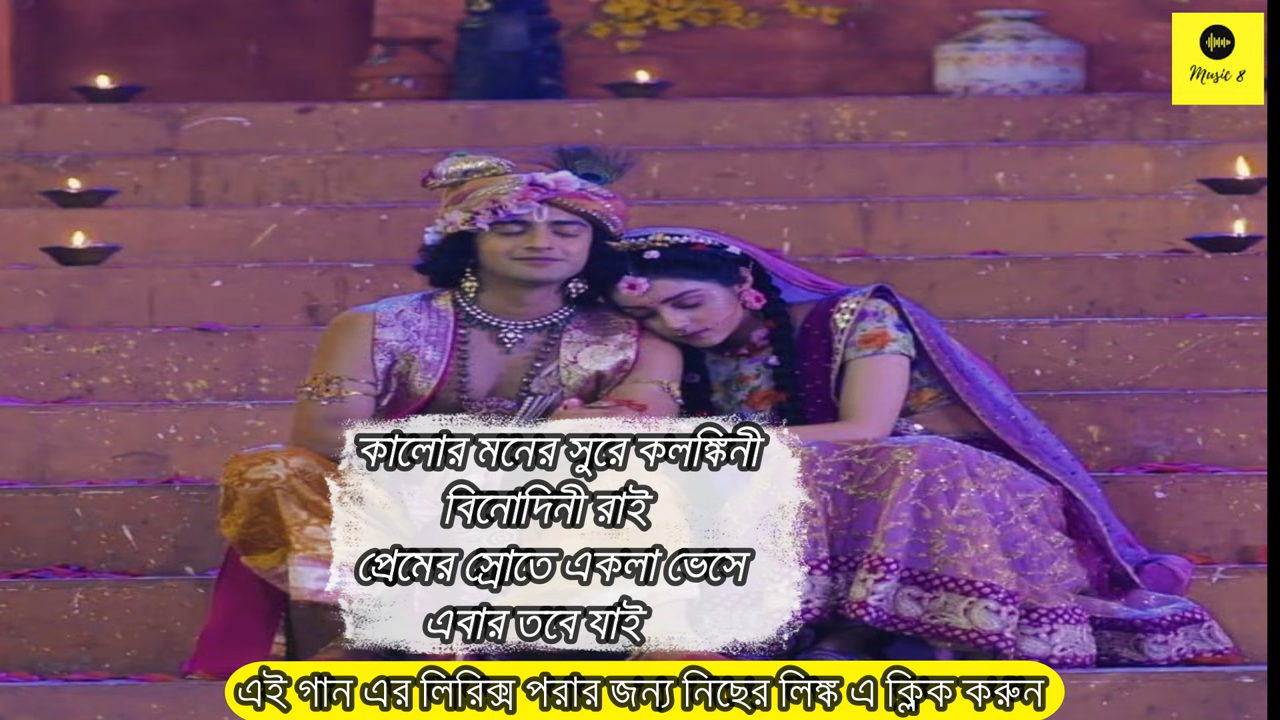 Music 8
কালোর মনের সুরে কলঙ্কিনী
বিনোদিনী রাই
প্রেমের স্রোতে একলা ভেসে
এবার তবে যাই
এই গান এর লিরিক্স পরার জন্য নিছের লিঙ্ক এ ক্লিক করুন